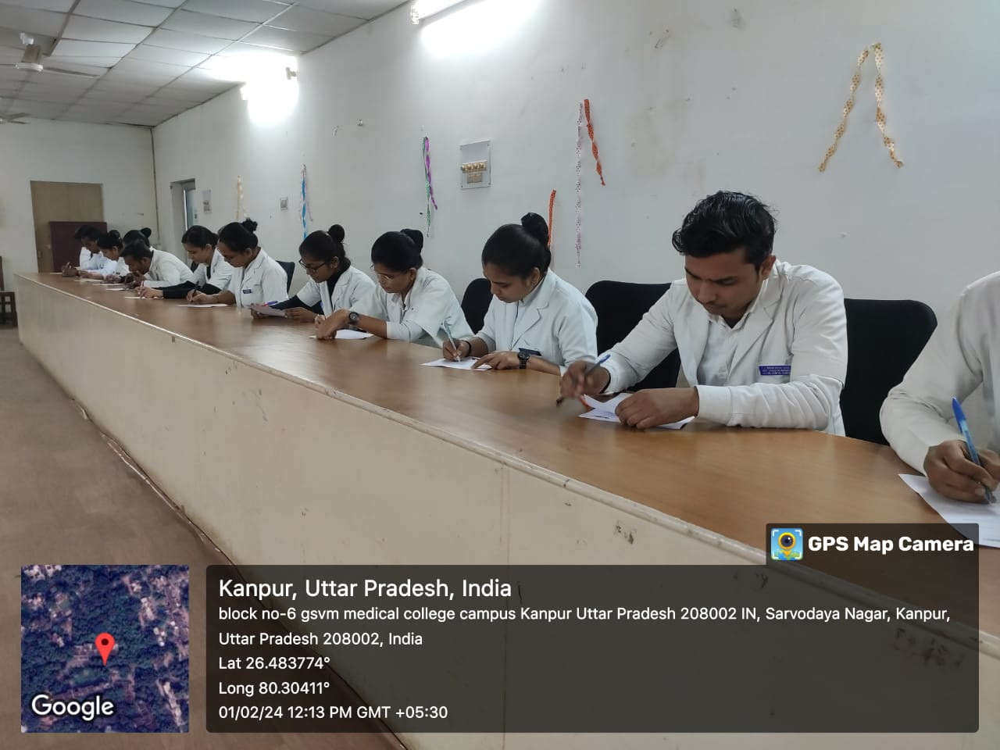 GPS Map Camera
Kanpur, Uttar Pradesh, India
block no-6 gsvm medical college campus Kanpur Uttar Pradesh 208002 IN, Sarvodaya Nagar, Kanpur,
Uttar Pradesh 208002, India
Lat 26.483774°
Long 80.30411°
01/02/24 12:13 PM GMT +05:30
Google